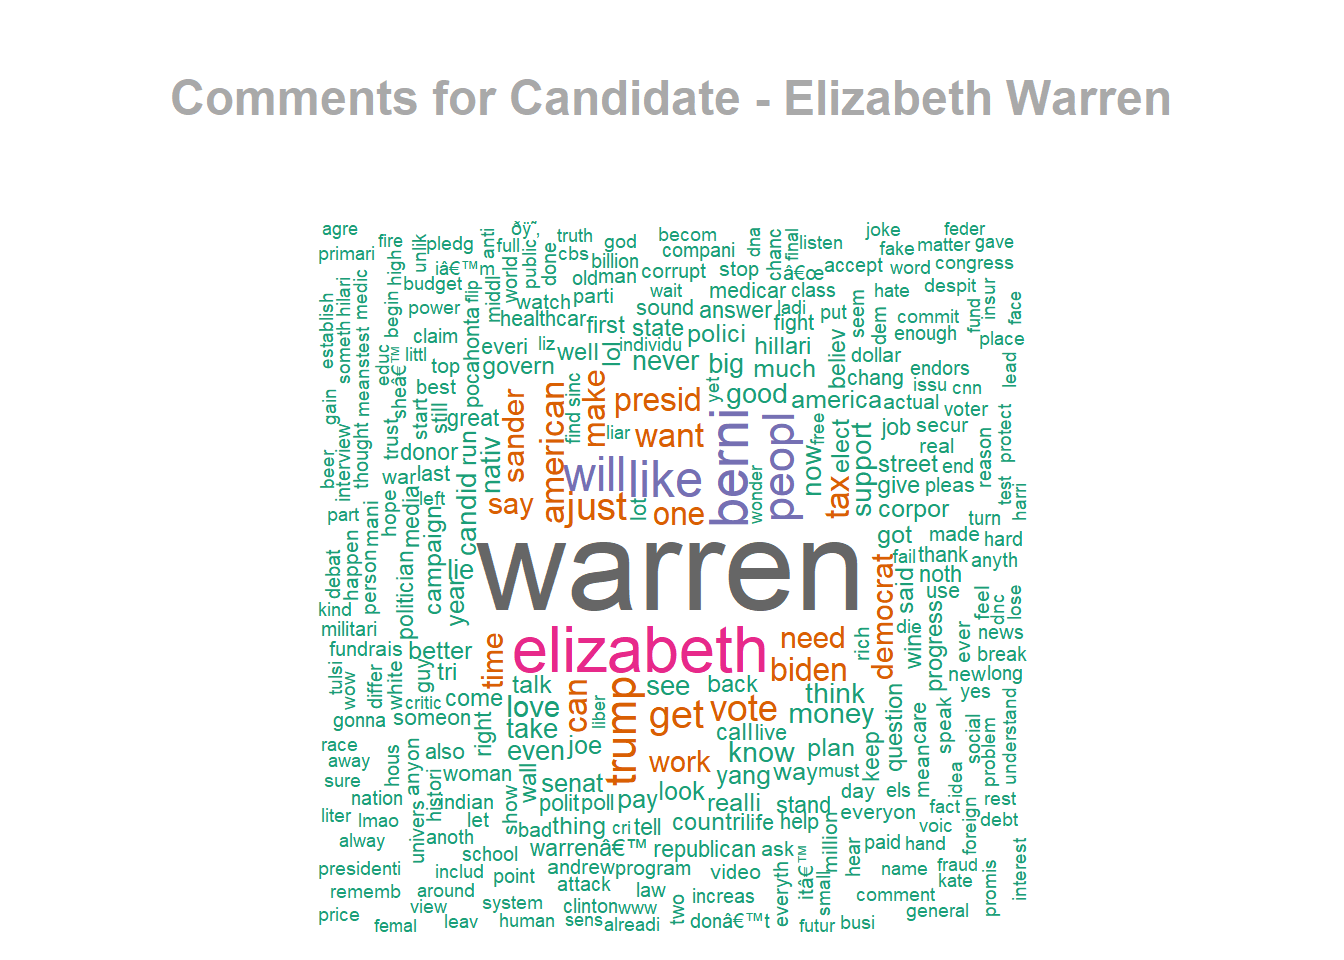 Comments for Candidate - Elizabeth Warren
agre
fire
pledg
anti
full
ðÿ˜‚
truth
god
becom
dna
chanc
final
joke
feder
primari
high
unlik
iâ€™m
world
public
done
cbs
billion
compani
listen
fake
matter
gave
establish
someth
hilari
meanstest
medic
begin
budget
flip
middl
old
man
corrupt
stop
câ€œ
accept
word
congress
power
pocahonta
watch
parti
wait
medicar
class
hate
despit
fund
insur
face
claim
healthcar
first
state
sound
answer
ladi
fight
put
seem
dem
commit
enough
place
educ
sheâ€™
littl
top
everi
liz
well
lol
individu
polici
hillari
believ
dollar
endors
lead
govern
never
big
much
chang
issu
cnn
gain
thought
trust
start
best
still
great
sander
american
find
sinc
make
presid
yet
good
america
actual
voter
protect
liar
want
berni
peopl
free
now
elect
job
secur
real
reason
beer
interview
donor
run
nativ
will
like
wonder
tax
support
street
end
war
last
left
say
just
lot
one
give
pleas
test
harri
part
mani
hope
media
candid
corpor
turn
got
made
hard
debat
happen
person
politician
campaign
lie
year
warren
democrat
fail
thank
anyth
said
noth
kind
use
feel
dnc
lose
militari
fundrais
better
time
elizabeth
need
rich
die
wine
progress
ever
news
break
tulsi
wow
differ
white
guy
tri
biden
new
long
critic
come
talk
can
liber
see
back
think
yes
gonna
someon
right
love
trump
get
vote
money
question
mean
care
speak
social
problem
understand
take
call
live
race
away
hous
also
even
joe
know
plan
keep
sure
anyon
woman
wall
senat
work
yang
way
must
idea
nation
histori
indian
show
polit
poll
pay
look
realli
stand
day
els
fact
rest
liter
lmao
univers
let
bad
thing
cri
tell
countri
life
help
million
everyon
voic
foreign
debt
alway
anoth
school
warrenâ€™
republican
ask
itâ€™
hear
paid
hand
presidenti
includ
point
andrew
program
video
name
fraud
promis
interest
rememb
around
attack
law
increas
everyth
small
comment
kate
price
view
system
clinton
www
two
general
femal
leav
human
sens
alreadi
donâ€™t
futur
busi